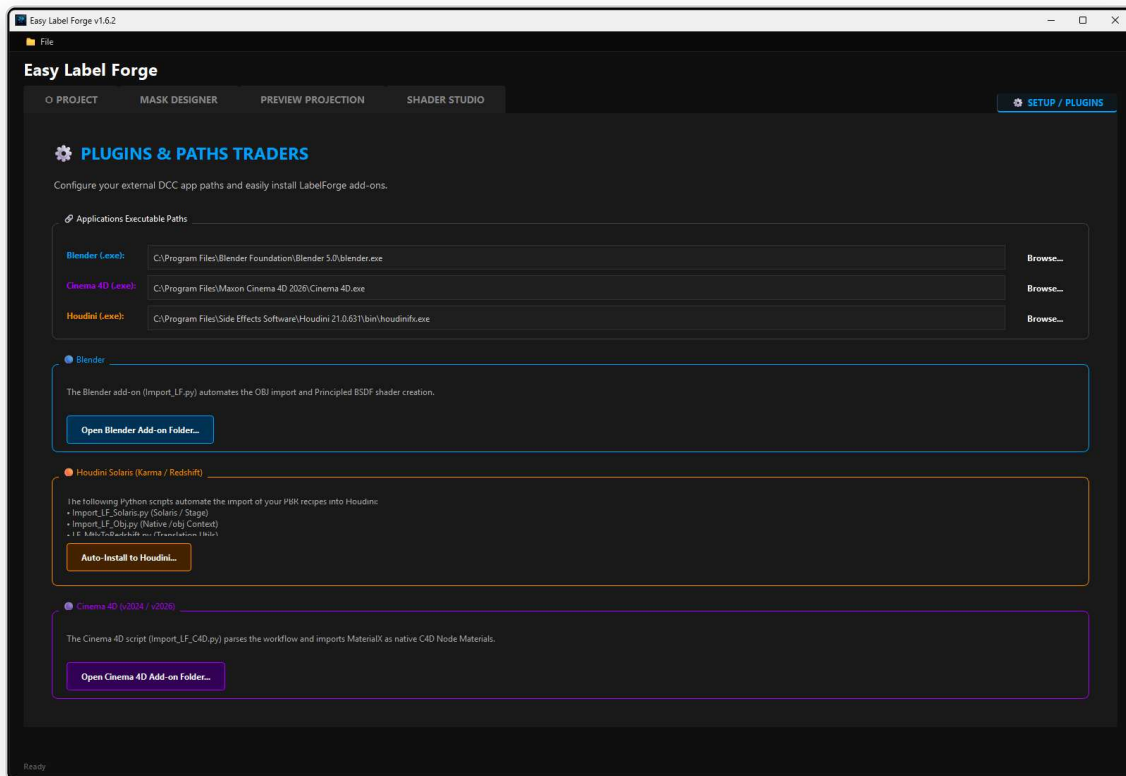 Easy Label Forge v1.6.2
File
Easy Label Forge
PROJECT MASK DESIGNER PREVIEW PROJECTION SHADER STUDIO SETUP / PLUGINS
PLUGINS & PATHS TRADERS
Configure your external DCC app paths and easily install LabelForge add-ons.
Applications Executable Paths
Blender (.exe): C:\Program Files\Blender Foundation\Blender 5.0\blender.exe Browse...
Cinema 4D (.exe): C:\Program Files\Maxon Cinema 4D 2026\Cinema 4D.exe Browse...
Houdini (.exe): C:\Program Files\Side Effects Software\Houdini 21.0.631\bin\houdinifx.exe Browse...
Blender
The Blender add-on (Import_LF.py) automates the OBJ import and Principled BSDF shader creation.
Open Blender Add-on Folder...
Houdini Solaris (Karma / Redshift)
The following Python scripts automate the import of your PBR recipes into Houdini:
• Import_LF_Solaris.py (Solaris / Stage)
• Import_LF_Obj.py (Native /obj Context)
• LF_MtlxToRedshift.py (Translation Utils)
Auto-Install to Houdini...
Cinema 4D (v2024 / v2026)
The Cinema 4D script (Import_LF_C4D.py) parses the workflow and imports MaterialX as native C4D Node Materials.
Open Cinema 4D Add-on Folder...
Ready